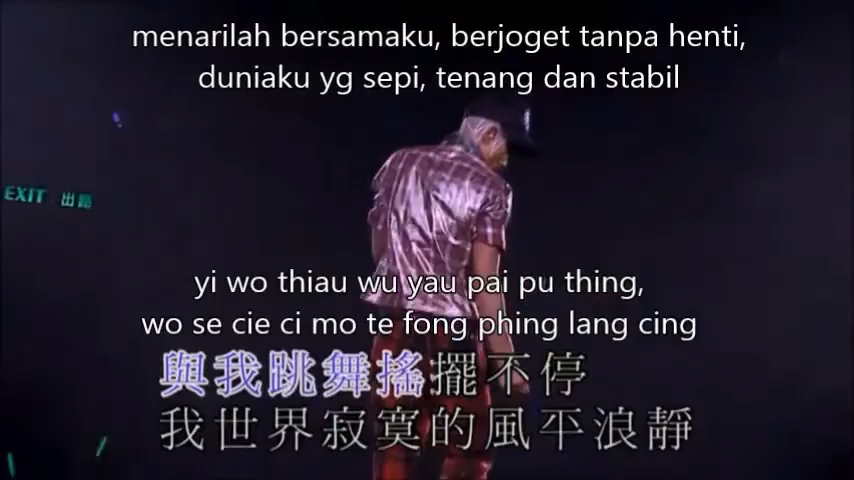 menarilah bersamaku, berjoget tanpa henti,
duniaku yg sepi, tenang dan stabil
EXIT 出路
yi wo thiau wu yau pai pu thing,
wo se cie ci mo te fong phing lang cing
與我跳舞搖擺不停
我世界寂寞的風平浪靜